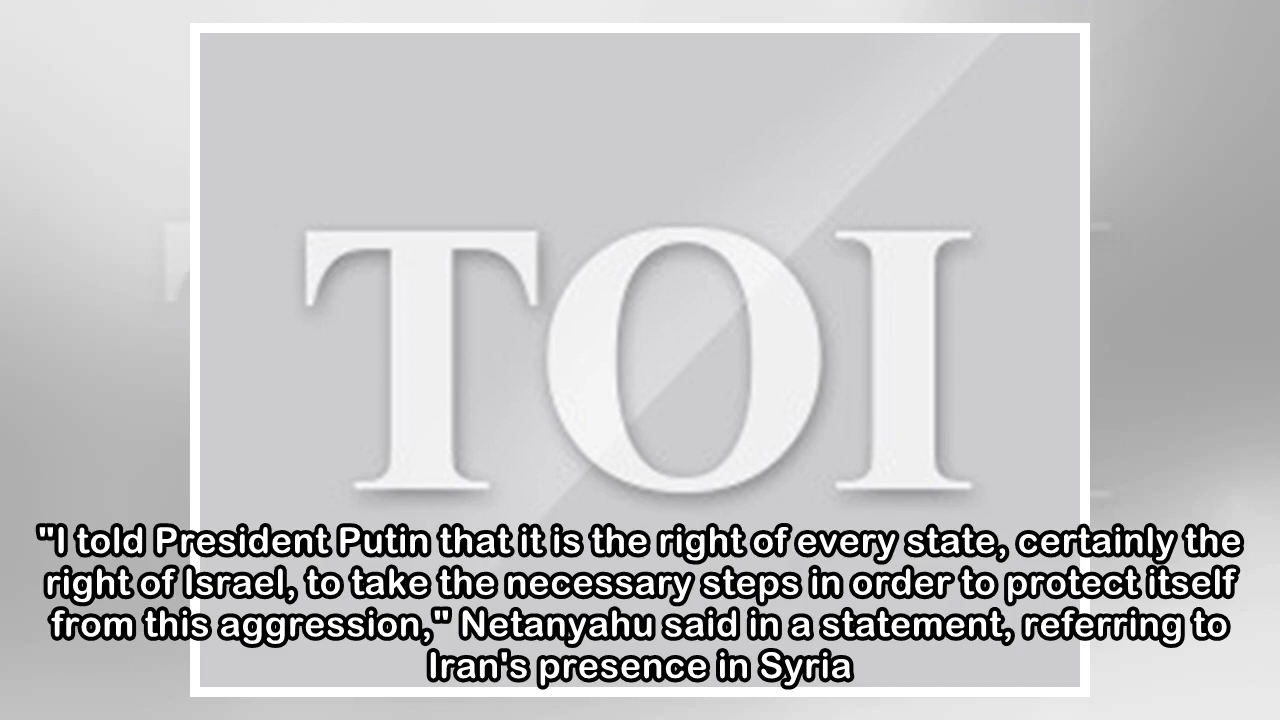 TOI
"I told President Putin that it is the right of every state, certainly the
right of Israel, to take the necessary steps in order to protect itself
from this aggression," Netanyahu said in a statement, referring to
Iran's presence in Syria